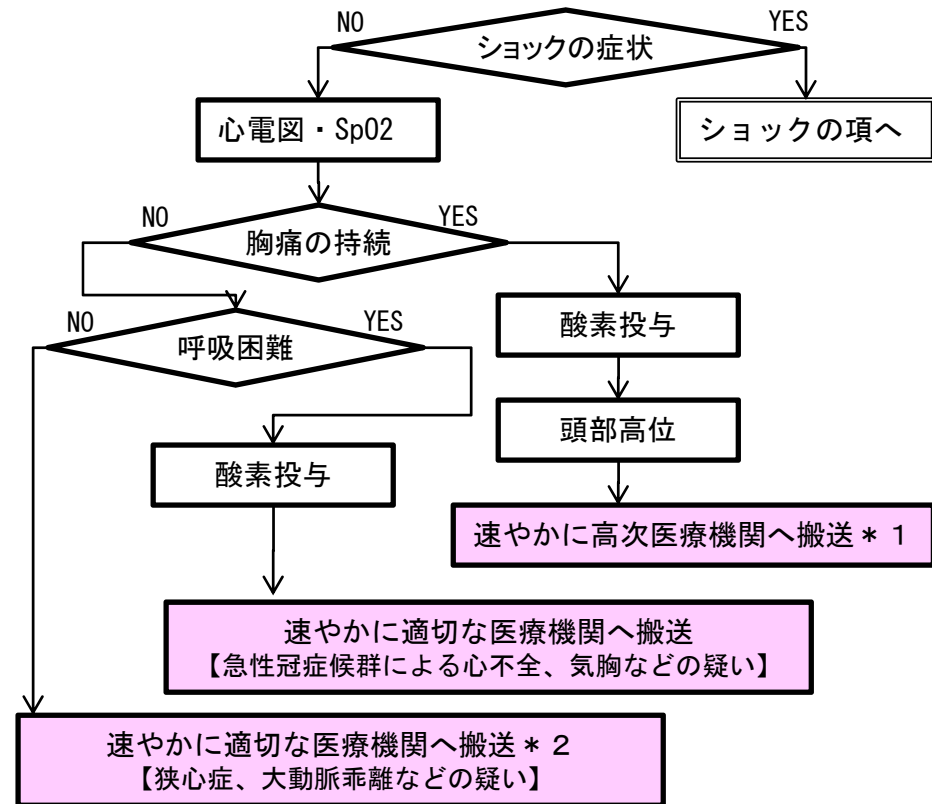 NO
YES
ショックの症状
心電図・SpO2
ショックの項へ
NO
YES
胸痛の持続
酸素投与
NO
YES
呼吸困難
頭部高位
酸素投与
速やかに高次医療機関へ搬送＊１
速やかに適切な医療機関へ搬送
【急性冠症候群による心不全、気胸などの疑い】
速やかに適切な医療機関へ搬送＊２
【狭心症、大動脈乖離などの疑い】